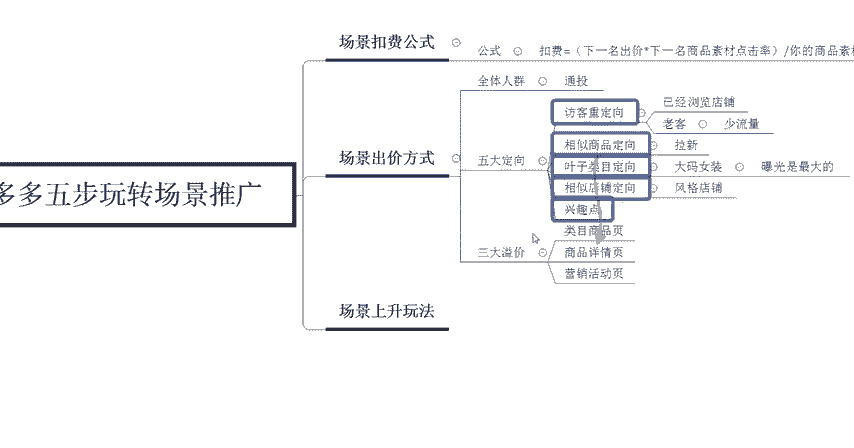 多多五步玩转场景推广
场景扣费公式
公式
扣费=（下一名出价*下一名商品素材点击率）/你的商品素材
场景出价方式
全体人群
通投
五大定向
访客重定向
已经浏览店铺
老客
少流量
相似商品定向
拉新
叶子类目定向
大码女装
曝光是最大的
相似店铺定向
风格店铺
兴趣点
三大溢价
类目商品页
商品详情页
营销活动页
场景上升玩法